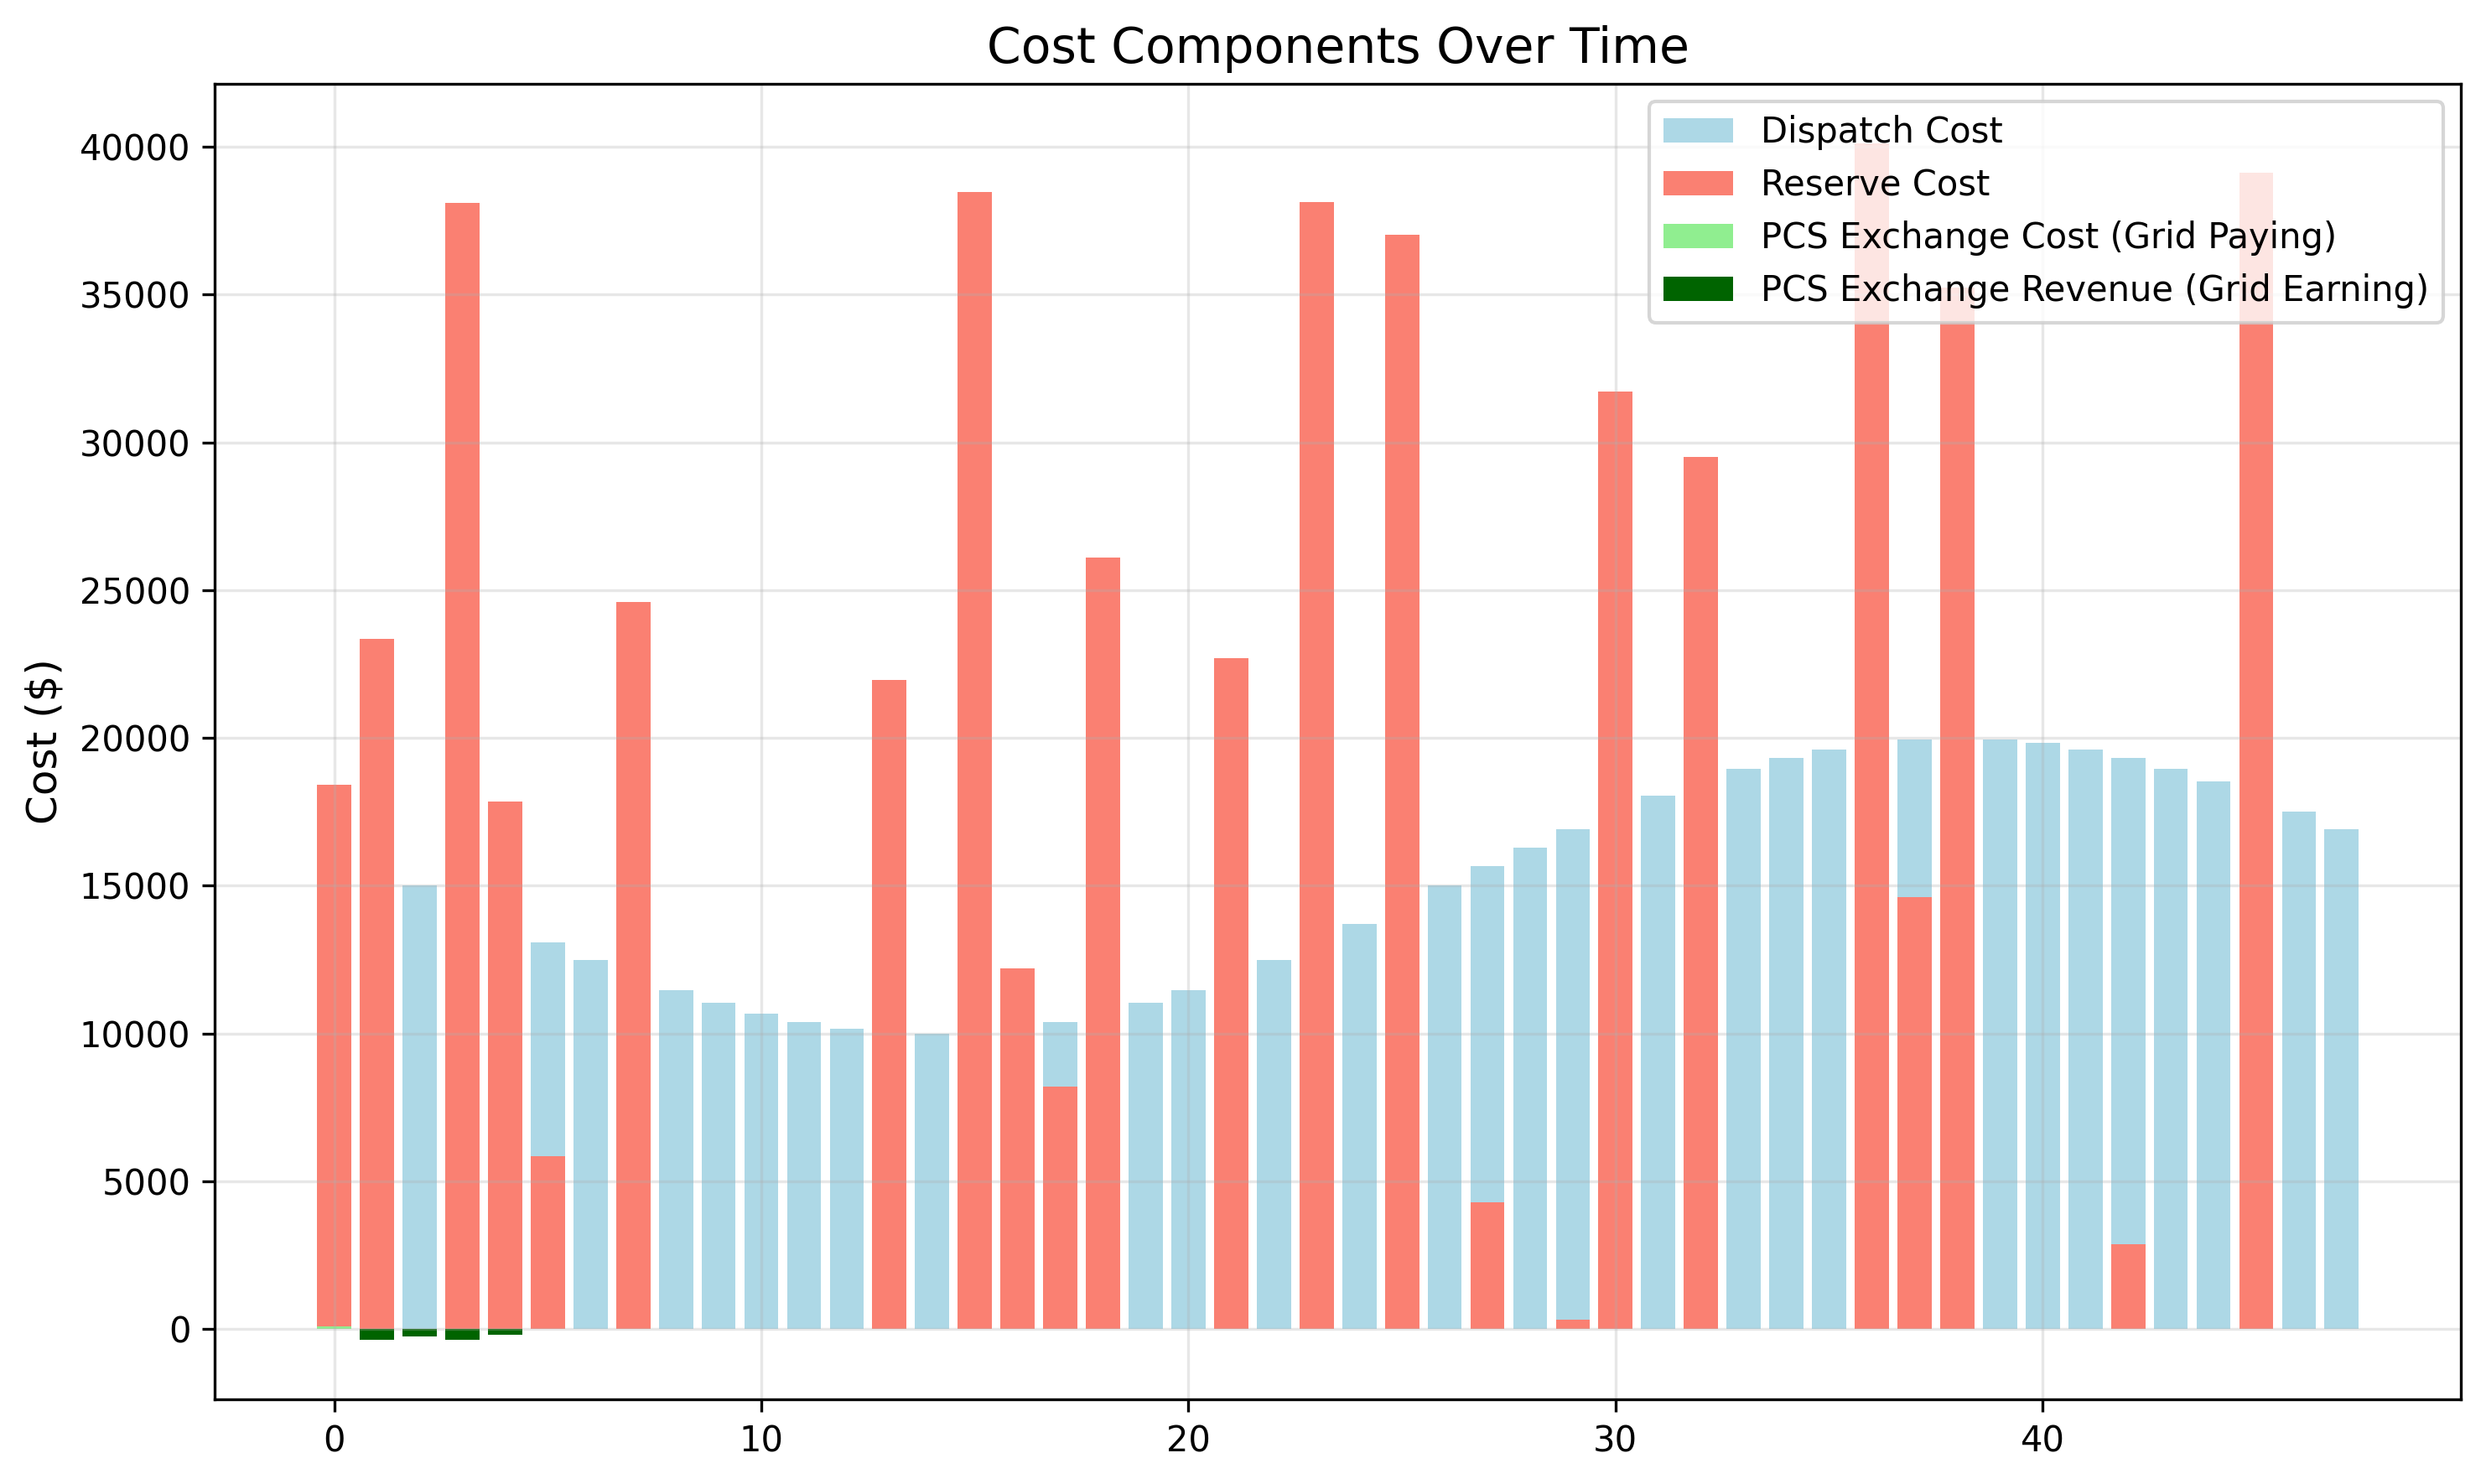 Cost Components Over Time
Dispatch Cost
Reserve Cost
PCS Exchange Cost (Grid Paying)
PCS Exchange Revenue (Grid Earning)
Cost ($)
40000
35000
30000
25000
20000
15000
10000
5000
0
0 10 20 30 40